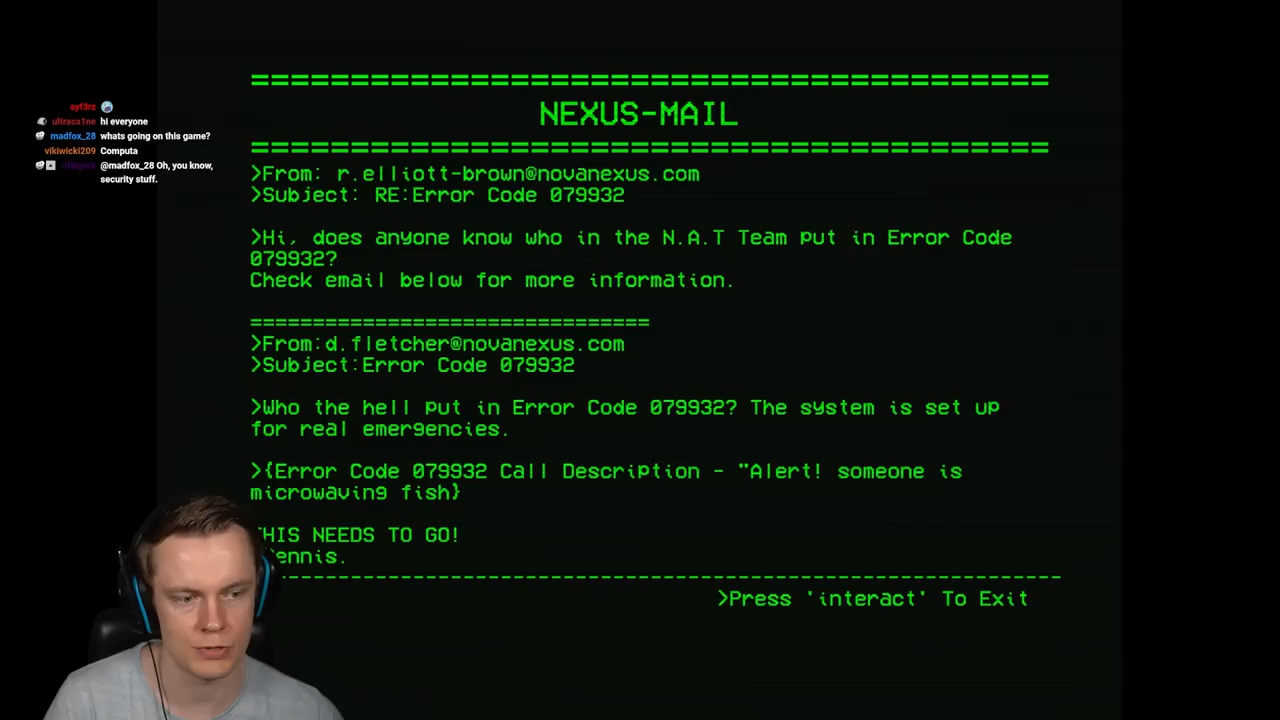 ==========================================
NEXUS-MAIL
==========================================
>From: r.elliott-brown@novanexus.com
>Subject: RE:Error Code 079932
>Hi, does anyone know who in the N.A.T Team put in Error Code
079932?
Check email below for more information.
================================
>From:d.fletcher@novanexus.com
>Subject:Error Code 079932
>Who the hell put in Error Code 079932? The system is set up
for real emergencies.
>{Error Code 079932 Call Description - "Alert! someone is
microwaving fish}
HIS NEEDS TO GO!
ennis.
>Press 'interact' To Exit
syf3rz
ultraca1ne hi everyone
madfox_28 whats going on this game?
vikiwicki209 Computa
@madfox_28 Oh, you know,
security stuff.